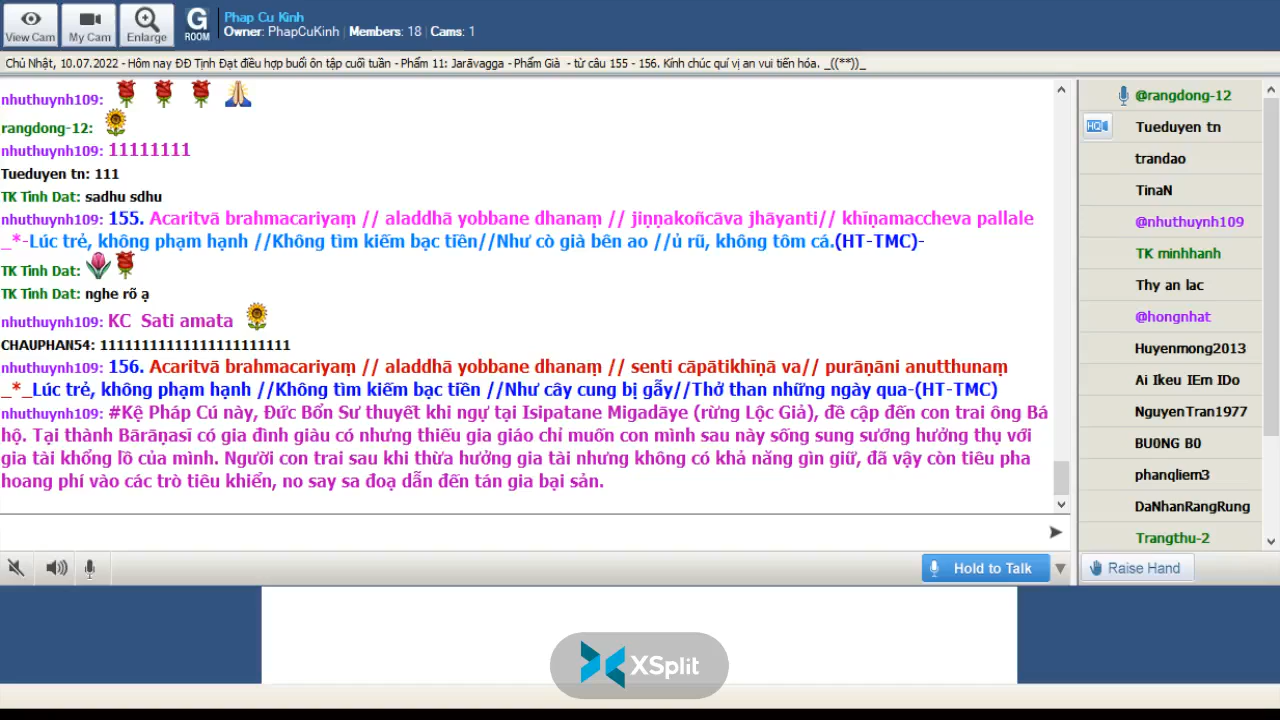 View Cam
My Cam
Enlarge
G
ROOM
Phap Cu Kinh
Owner: PhapCuKinh | Members: 18 | Cams: 1
Chủ Nhật, 10.07.2022 - Hôm nay ĐĐ Tịnh Đạt điều hợp buổi ôn tập cuối tuần - Phẩm 11: Jarāvagga - Phẩm Già - từ câu 155 - 156. Kính chúc quí vị an vui tiến hóa. _((**))_
nhuthuynh109:
rangdong-12:
nhuthuynh109: 11111111
Tueduyen tn: 111
TK Tinh Dat: sadhu sdhu
nhuthuynh109: 155. Acaritvā brahmacariyaṃ // aladdhā yobbane dhanaṃ // jiṇṇakoñcāva jhāyanti// khīṇamaccheva pallale
_*-Lúc trẻ, không phạm hạnh //Không tìm kiếm bạc tiền//Như cò già bên ao //ủ rũ, không tôm cá.(HT-TMC)-
TK Tinh Dat:
TK Tinh Dat: nghe rõ ạ
nhuthuynh109: KC Sati amata
CHAUPHAN54: 11111111111111111111111
nhuthuynh109: 156. Acaritvā brahmacariyaṃ // aladdhā yobbane dhanaṃ // senti cāpātikhīṇā va// purāṇāni anutthunaṃ
_*_Lúc trẻ, không phạm hạnh //Không tìm kiếm bạc tiền //Như cây cung bị gẫy//Thở than những ngày qua-(HT-TMC)
nhuthuynh109: #Kệ Pháp Cú này, Đức Bổn Sư thuyết khi ngự tại Isipatane Migadāye (rừng Lộc Giả), đề cập đến con trai ông Bá
hộ. Tại thành Bārāṇasī có gia đình giàu có nhưng thiếu gia giáo chỉ muốn con mình sau này sống sung sướng hưởng thụ với
gia tài khổng lồ của mình. Người con trai sau khi thừa hưởng gia tài nhưng không có khả năng gìn giữ, đã vậy còn tiêu pha
hoang phí vào các trò tiêu khiển, no say sa đoạ dẫn đến tán gia bại sản.
@rangdong-12
HQ
Tueduyen tn
trandao
TinaN
@nhuthuynh109
TK minhhanh
Thy an lac
@hongnhat
Huyenmong2013
Ai Ikeu IEm IDo
NguyenTran1977
BU0NG B0
phanqliem3
DaNhanRangRung
Trangthu-2
Hold to Talk
Raise Hand
XSplit